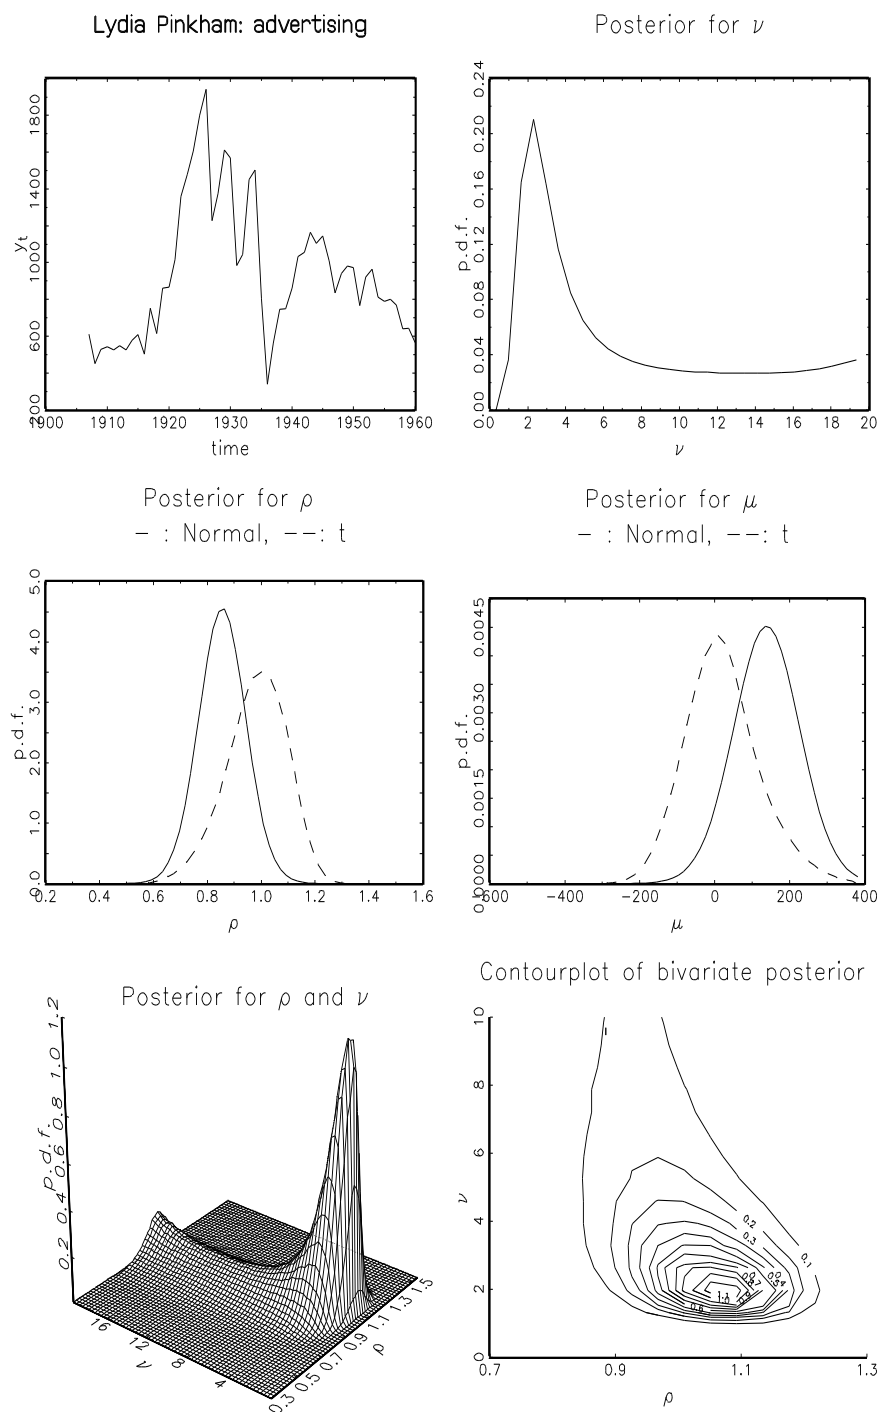 Lydia Pinkham: advertising
Posterior for ν
y_t
200 600 1000 1400 1800
1900 1910 1920 1930 1940 1950 1960
time
p.d.f.
0.00 0.04 0.08 0.12 0.16 0.20 0.24
0 2 4 6 8 10 12 14 16 18 20
ν
Posterior for ρ
– : Normal, – –: t
Posterior for μ
– : Normal, – –: t
p.d.f.
0.0 1.0 2.0 3.0 4.0 5.0
0.2 0.4 0.6 0.8 1.0 1.2 1.4 1.6
ρ
p.d.f.
0.0000 0.0015 0.0030 0.0045
-600 -400 -200 0 200 400
μ
Posterior for ρ and ν
Contourplot of bivariate posterior
p.d.f.
0.2 0.4 0.6 0.8 1.0 1.2
16 12 8 4
ν
0.3 0.5 0.7 0.9 1.1 1.3 1.5
ρ
ν
0 2 4 6 8 10
0.2
0.3
0.1
0.7 0.9 1.1 1.3
ρ